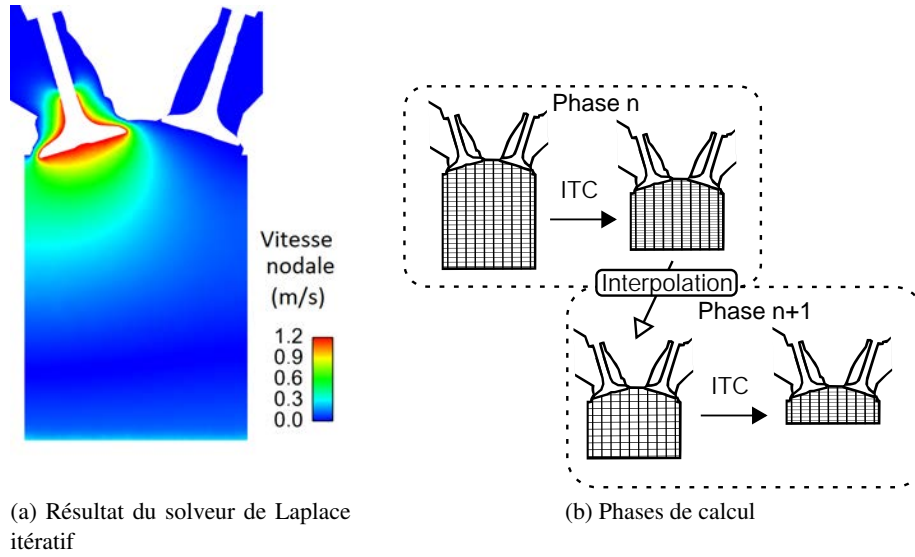 Vitesse
nodale
(m/s)
1.2
0.9
0.6
0.3
0.0
(a) Résultat du solveur de Laplace
itératif
Phase n
ITC
Interpolation
Phase n+1
ITC
(b) Phases de calcul